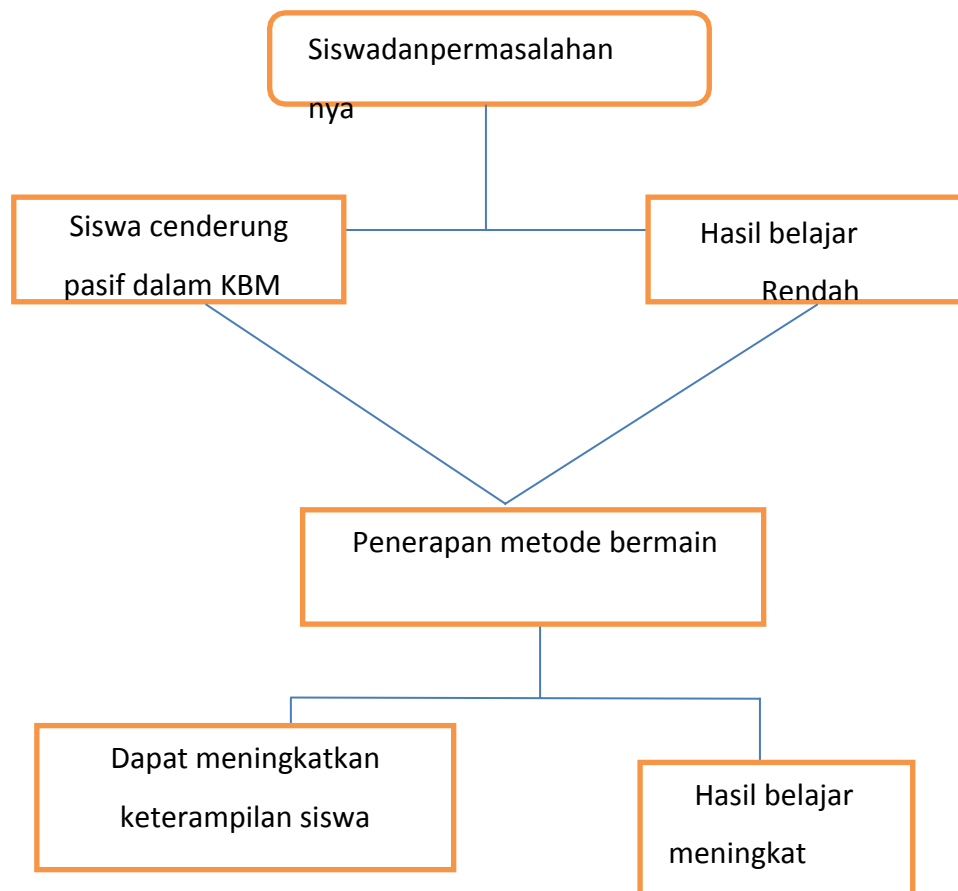 Siswadanpermasalahan
nya
Siswa cenderung
pasif dalam KBM
Hasil belajar
Rendah
Penerapan metode bermain
Dapat meningkatkan
keterampilan siswa
Hasil belajar
meningkat